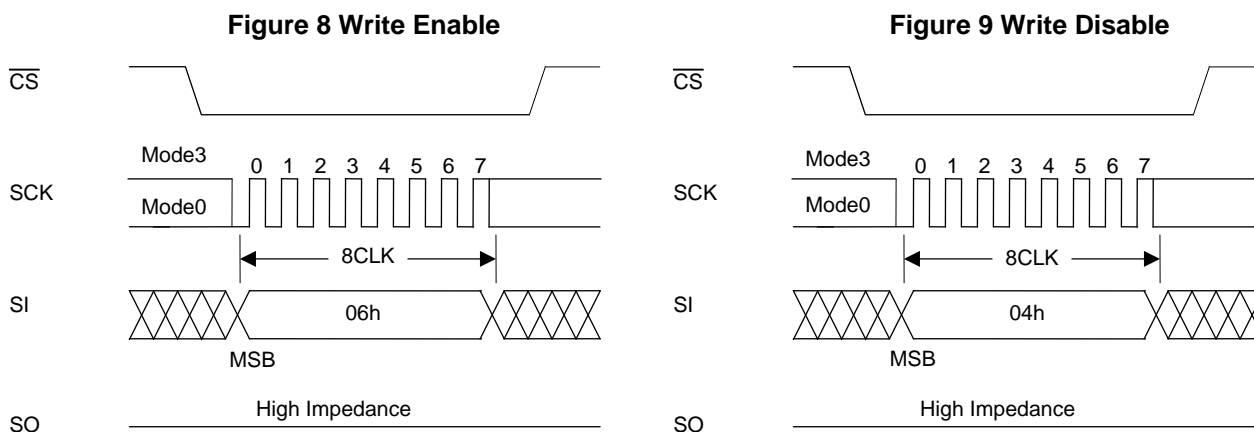 Figure 8 Write Enable
CS
Mode3
0 1 2 3 4 5 6 7
SCK
Mode0
8CLK
SI
06h
MSB
High Impedance
SO
Figure 9 Write Disable
CS
Mode3
0 1 2 3 4 5 6 7
SCK
Mode0
8CLK
SI
04h
MSB
High Impedance
SO